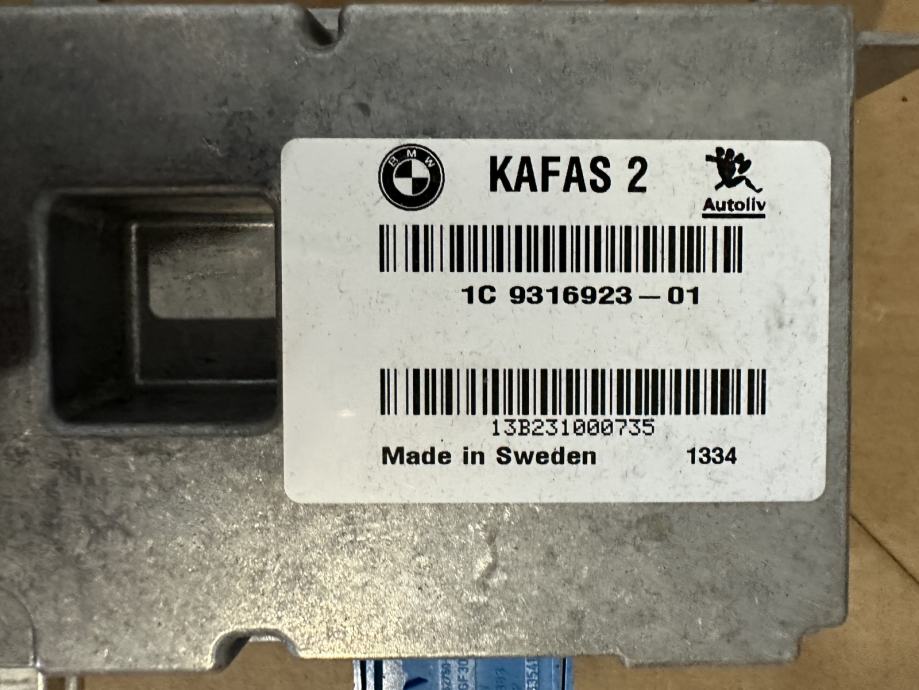 BMW
KAFAS 2
Autoliv
1C 9316923-01
13B231000735
Made in Sweden 1334